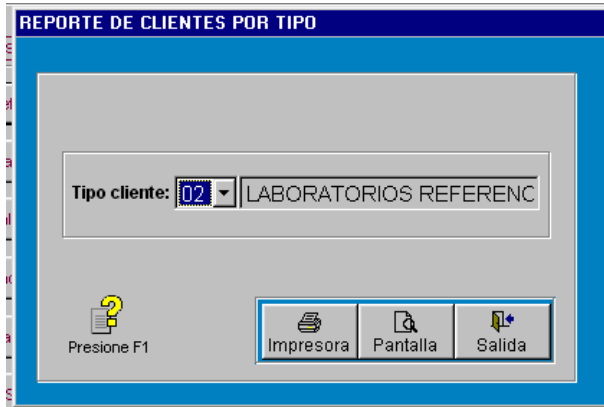 REPORTE DE CLIENTES POR TIPO
Tipo cliente: 02 LABORATORIOS REFERENC
Presione F1
Impresora Pantalla Salida